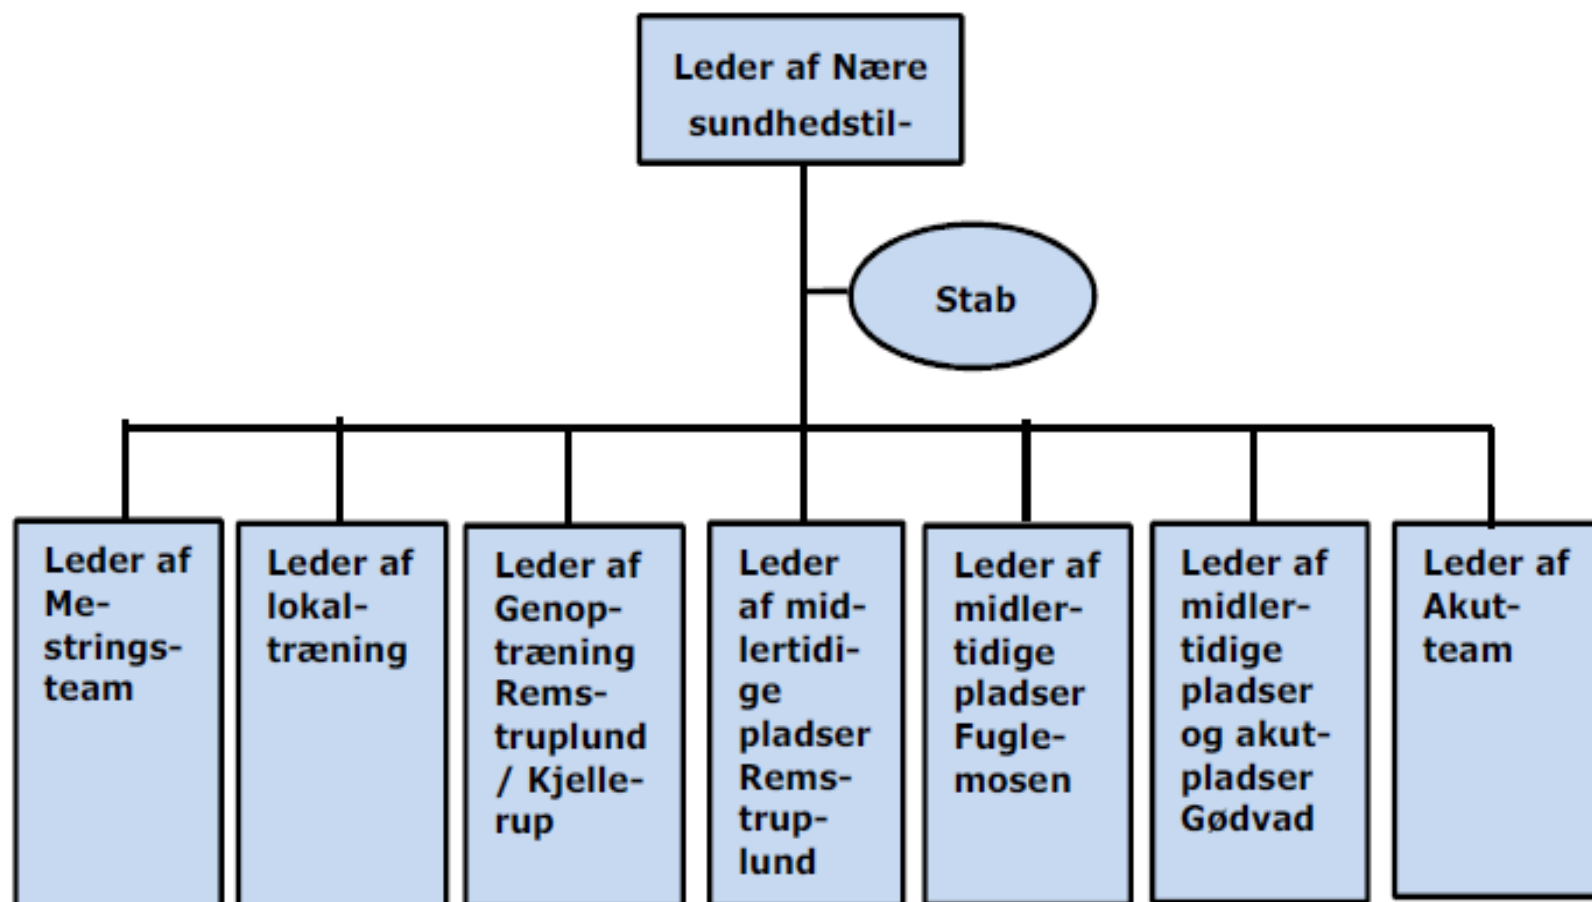 Leder af Nære
sundhedstil-
Stab
Leder af
Me-
strings-
team
Leder af
lokal-
træning
Leder af
Genop-
træning
Rems-
truplund
/ Kjelle-
rup
Leder
af mid-
lertidi-
ge
pladser
Rems-
trup-
lund
Leder af
midler-
tidige
pladser
Fugle-
mosen
Leder af
midler-
tidige
pladser
og akut-
pladser
Gødvad
Leder af
Akut-
team